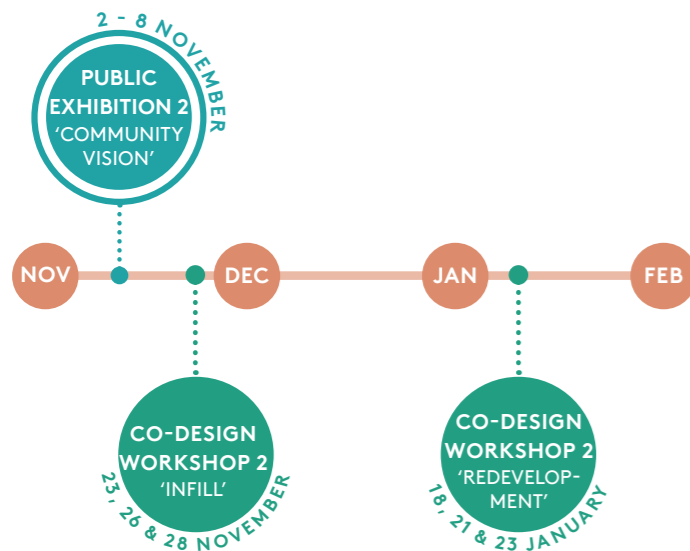 2 - 8 NOVEMBER
PUBLIC
EXHIBITION 2
‘COMMUNITY
VISION’
NOV
DEC
JAN
FEB
CO-DESIGN
WORKSHOP 2
‘INFILL’
23, 26 & 28 NOVEMBER
CO-DESIGN
WORKSHOP 2
‘REDEVELOP-
MENT’
18, 21 & 23 JANUARY